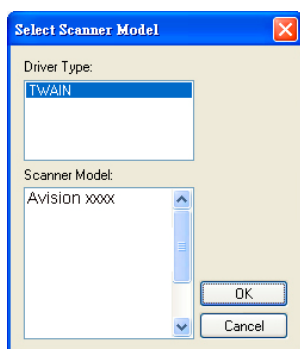 Select Scanner Model
Driver Type:
TWAIN
Scanner Model:
Avision xxxx
OK
Cancel